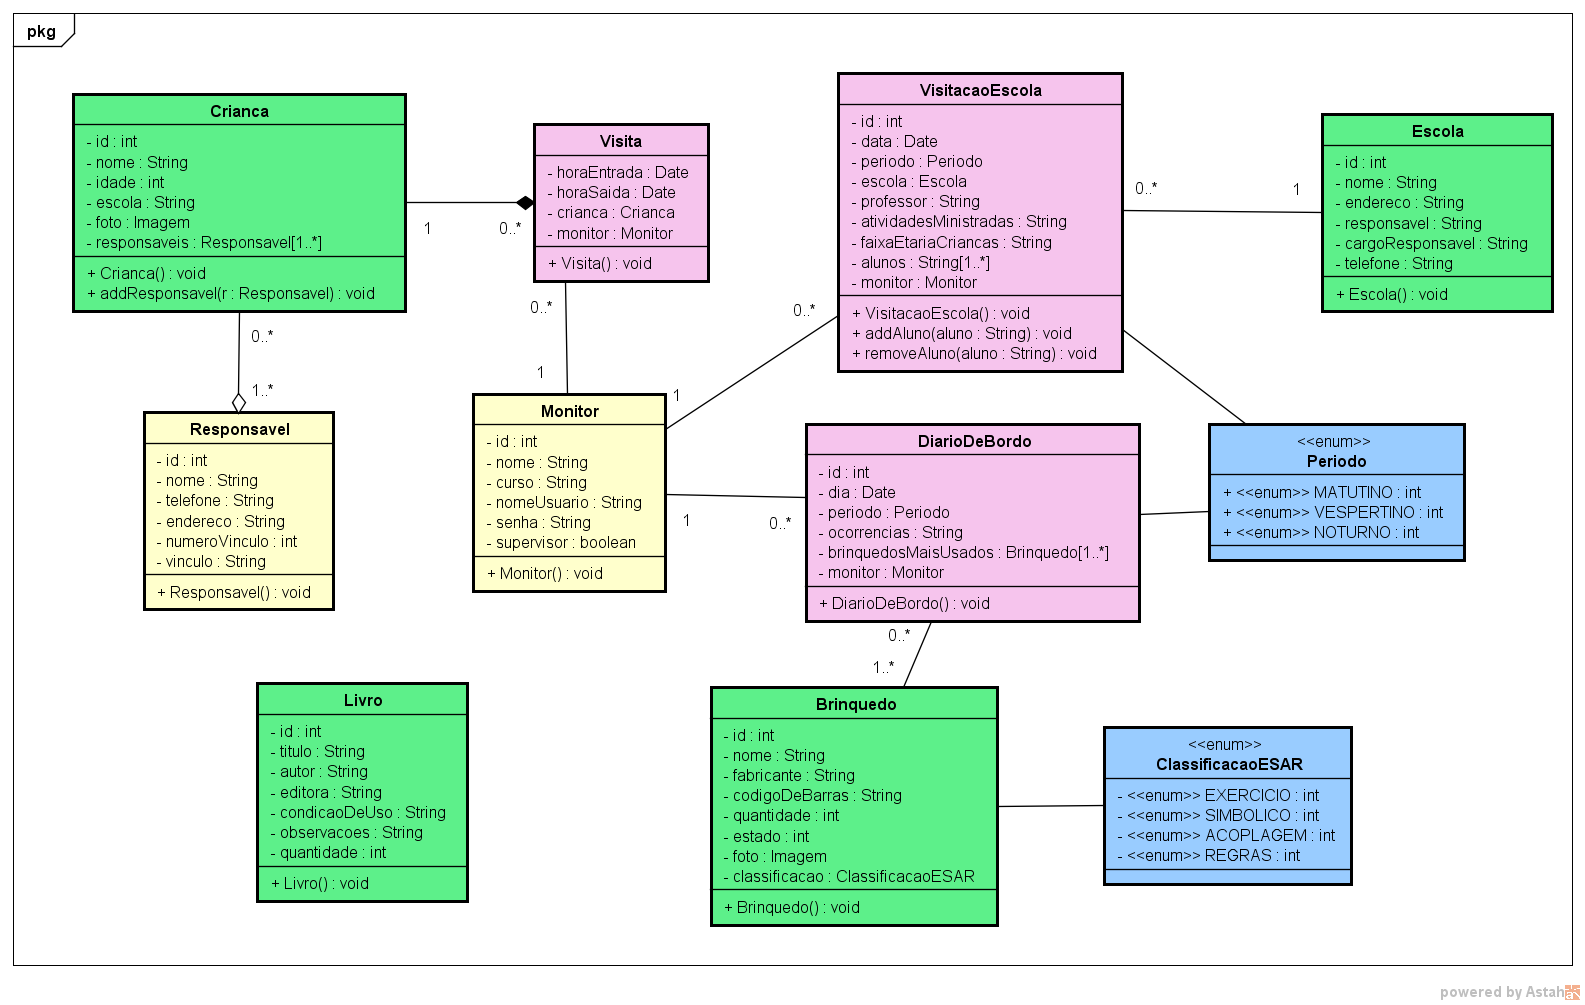 pkg
Crianca
- id : int
- nome : String
- idade : int
- escola : String
- foto : Imagem
- responsaveis : Responsavel[1..*]
+ Crianca() : void
+ addResponsavel(r : Responsavel) : void
1
0..*
Visita
- horaEntrada : Date
- horaSaida : Date
- crianca : Crianca
- monitor : Monitor
+ Visita() : void
VisitacaoEscola
- id : int
- data : Date
- periodo : Periodo
- escola : Escola
- professor : String
- atividadesMinistradas : String
- faixaEtariaCriancas : String
- alunos : String[1..*]
- monitor : Monitor
+ VisitacaoEscola() : void
+ addAluno(aluno : String) : void
+ removeAluno(aluno : String) : void
0..*
1
Escola
- id : int
- nome : String
- endereco : String
- responsavel : String
- cargoResponsavel : String
- telefone : String
+ Escola() : void
0..*
1..*
0..*
1
0..*
1
Responsavel
- id : int
- nome : String
- telefone : String
- endereco : String
- numeroVinculo : int
- vinculo : String
+ Responsavel() : void
Monitor
- id : int
- nome : String
- curso : String
- nomeUsuario : String
- senha : String
- supervisor : boolean
+ Monitor() : void
1
0..*
DiarioDeBordo
- id : int
- dia : Date
- periodo : Periodo
- ocorrencias : String
- brinquedosMaisUsados : Brinquedo[1..*]
- monitor : Monitor
+ DiarioDeBordo() : void
<<enum>>
Periodo
+ <<enum>> MATUTINO : int
+ <<enum>> VESPERTINO : int
+ <<enum>> NOTURNO : int
0..*
1..*
Livro
- id : int
- titulo : String
- autor : String
- editora : String
- condicaoDeUso : String
- observacoes : String
- quantidade : int
+ Livro() : void
Brinquedo
- id : int
- nome : String
- fabricante : String
- codigoDeBarras : String
- quantidade : int
- estado : int
- foto : Imagem
- classificacao : ClassificacaoESAR
+ Brinquedo() : void
<<enum>>
ClassificacaoESAR
- <<enum>> EXERCICIO : int
- <<enum>> SIMBOLICO : int
- <<enum>> ACOPLAGEM : int
- <<enum>> REGRAS : int
powered by Astah